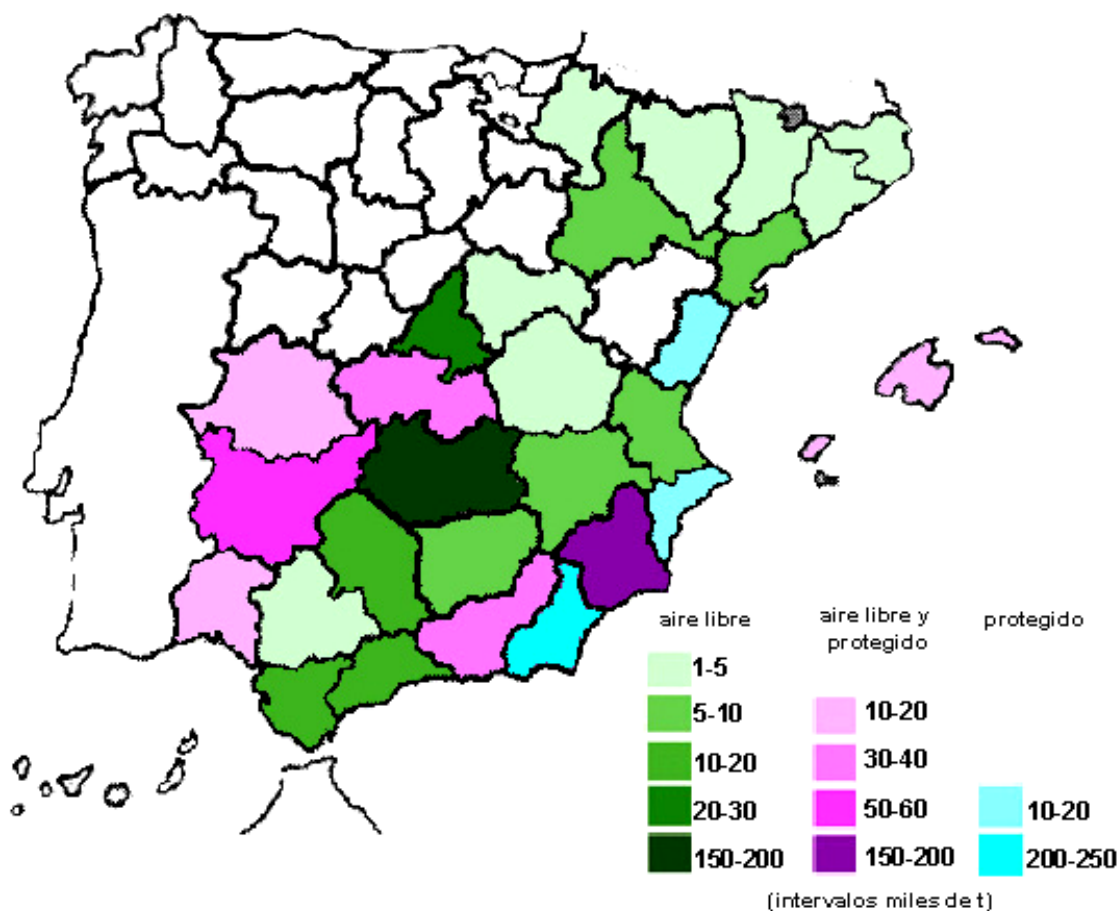 aire libre
1-5
5-10
10-20
20-30
150-200
aire libre y
protegido
10-20
30-40
50-60
150-200
protegido
10-20
200-250
(intervalos miles de t)